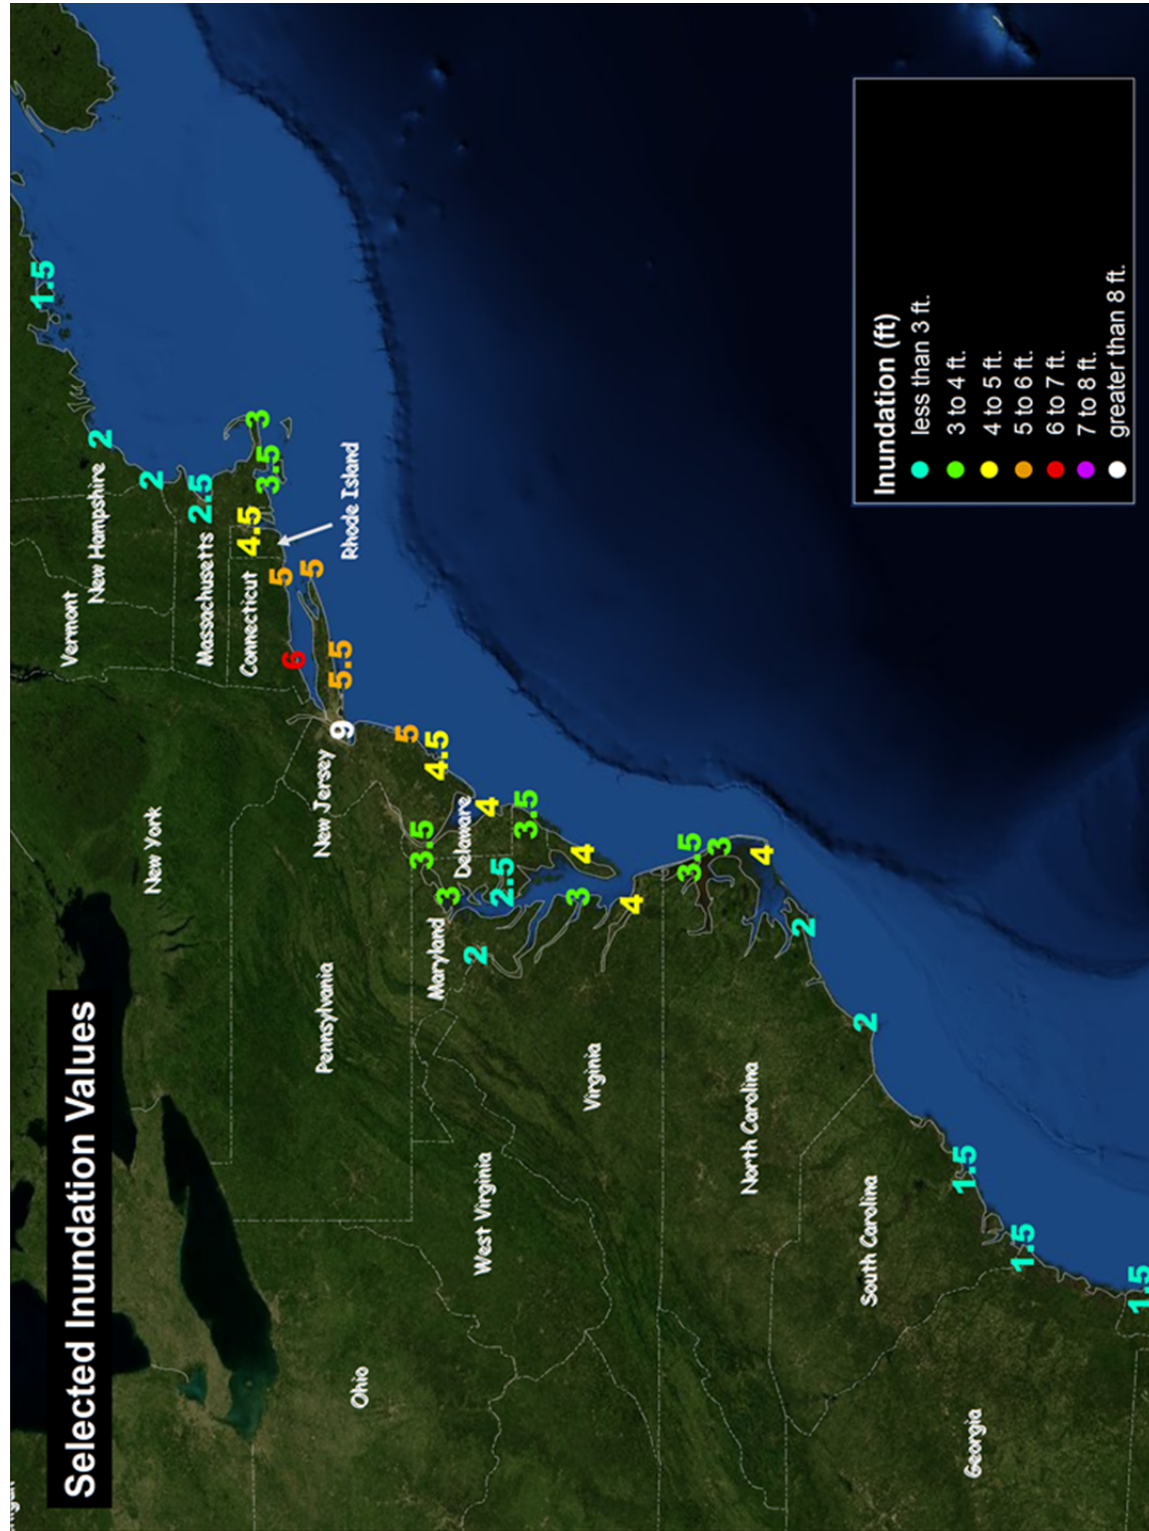 Selected Inundation Values
Vermont
New Hampshire
Massachusetts
Connecticut
Rhode Island
New York
New Jersey
Pennsylvania
Delaware
Maryland
Ohio
West Virginia
Virginia
North Carolina
South Carolina
Georgia
1.5
2
2
2.5
3
3.5
4.5
5
5
6
5.5
9
5
4.5
4
3.5
3.5
3
2.5
2
4
3
4
3.5
3
4
2
2
1.5
1.5
1.5
Inundation (ft)
less than 3 ft.
3 to 4 ft.
4 to 5 ft.
5 to 6 ft.
6 to 7 ft.
7 to 8 ft.
greater than 8 ft.